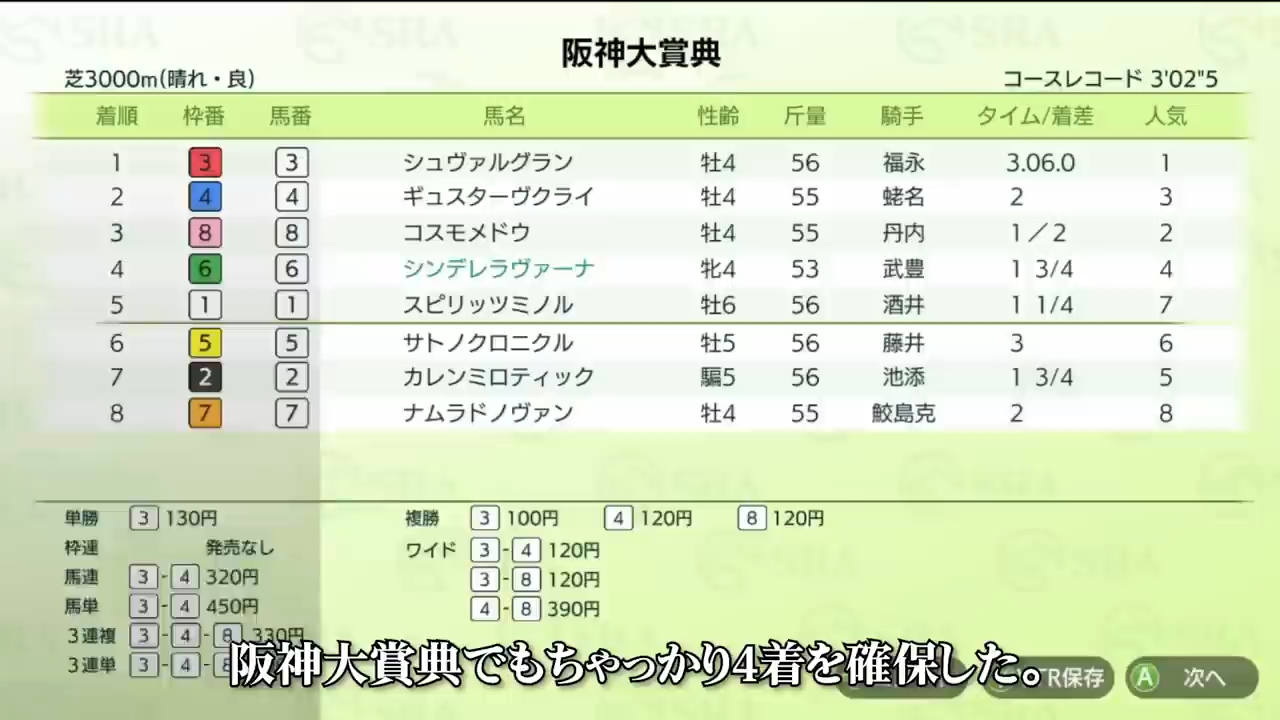 阪神大賞典
芝3000m(晴れ・良) コースレコード 3'02"5
着順 枠番 馬番 馬名 性齢 斤量 騎手 タイム/着差 人気
1 3 3 シュヴァルグラン 牡4 56 福永 3.06.0 1
2 4 4 ギュスターヴクライ 牡4 55 蛯名 2 3
3 8 8 コスモメドウ 牡4 55 丹内 1/2 2
4 6 6 シンデレラヴァーナ 牝4 53 武豊 1 3/4 4
5 1 1 スピリッツミノル 牡6 56 酒井 1 1/4 7
6 5 5 サトノクロニクル 牡5 56 藤井 3 6
7 2 2 カレンミロティック 騸5 56 池添 1 3/4 5
8 7 7 ナムラドノヴァン 牡4 55 鮫島克 2 8
単勝 3 130円 複勝 3 100円 4 120円 8 120円
枠連 発売なし ワイド 3-4 120円
馬連 3-4 320円 3-8 120円
馬単 3-4 450円 4-8 390円
3連複 3-4-8 330円
3連単 3-4-8
阪神大賞典でもちゃっかり4着を確保した。
TR保存 A 次へ